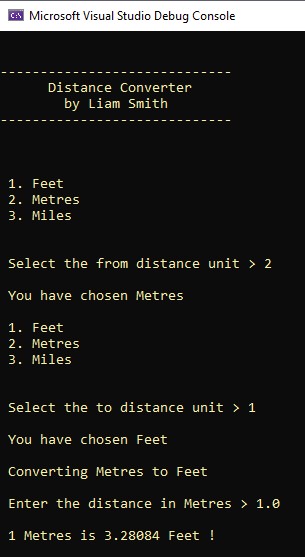 C:\ Microsoft Visual Studio Debug Console
-----------------------------
Distance Converter
by Liam Smith
-----------------------------
1. Feet
2. Metres
3. Miles
Select the from distance unit > 2
You have chosen Metres
1. Feet
2. Metres
3. Miles
Select the to distance unit > 1
You have chosen Feet
Converting Metres to Feet
Enter the distance in Metres > 1.0
1 Metres is 3.28084 Feet !